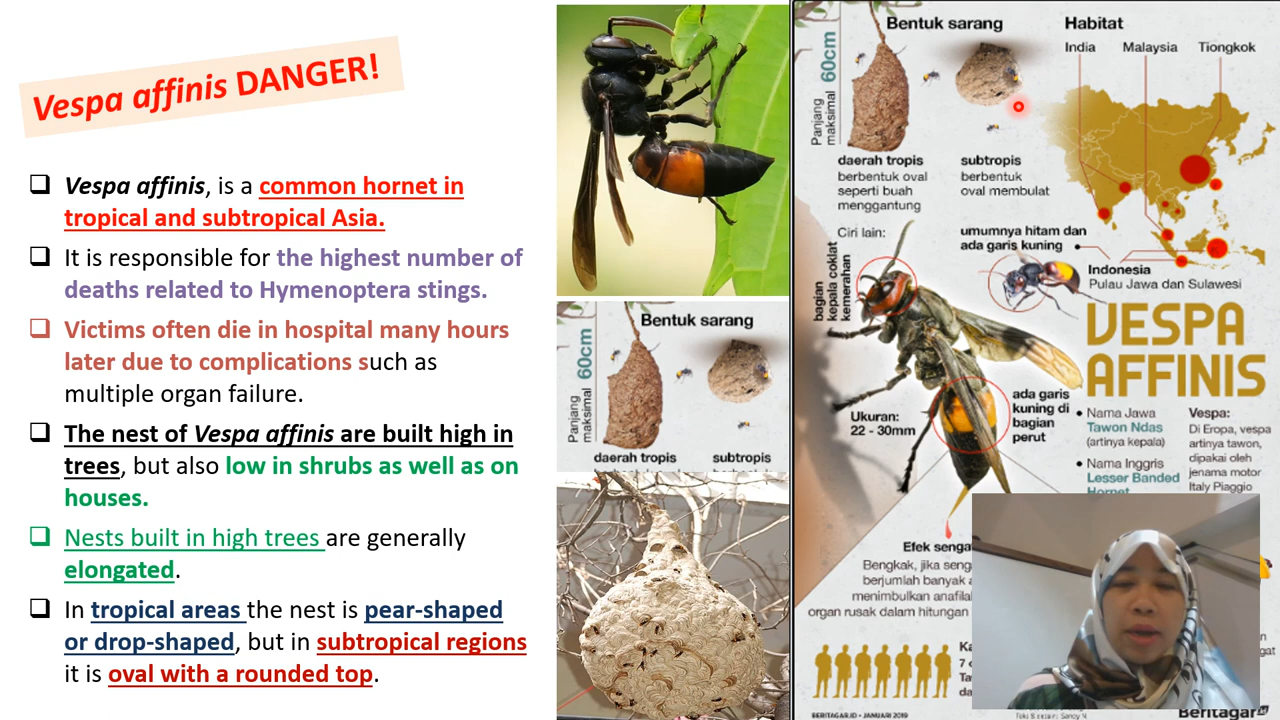 Vespa affinis DANGER!
❑ Vespa affinis, is a common hornet in
tropical and subtropical Asia.
❑ It is responsible for the highest number of
deaths related to Hymenoptera stings.
❑ Victims often die in hospital many hours
later due to complications such as
multiple organ failure.
❑ The nest of Vespa affinis are built high in
trees, but also low in shrubs as well as on
houses.
❑ Nests built in high trees are generally
elongated.
❑ In tropical areas the nest is pear-shaped
or drop-shaped, but in subtropical regions
it is oval with a rounded top.
Bentuk sarang
Panjang
maksimal 60cm
daerah tropis
subtropis
Bentuk sarang
Panjang
maksimal 60cm
daerah tropis
berbentuk oval
seperti buah
menggantung
subtropis
berbentuk
oval membulat
Habitat
India
Malaysia
Tiongkok
Ciri lain:
bagian
kepala coklat
kemerahan
umumnya hitam dan
ada garis kuning
Indonesia
Pulau Jawa dan Sulawesi
VESPA
AFFINIS
Ukuran:
22 - 30mm
ada garis
kuning di
bagian
perut
• Nama Jawa
Tawon Ndas
(artinya kepala)
• Nama Inggris
Lesser Banded
Hornet
Vespa:
Di Eropa, vespa
artinya tawon,
dipakai oleh
jenama motor
Italy Piaggio
Efek senga
Bengkak, jika seng
berjumlah banyak a
menimbulkan anafila
organ rusak dalam hitungan
Ka
7
Ta
da
BERITAGAR.ID • JANUARI 2019
Beritagar